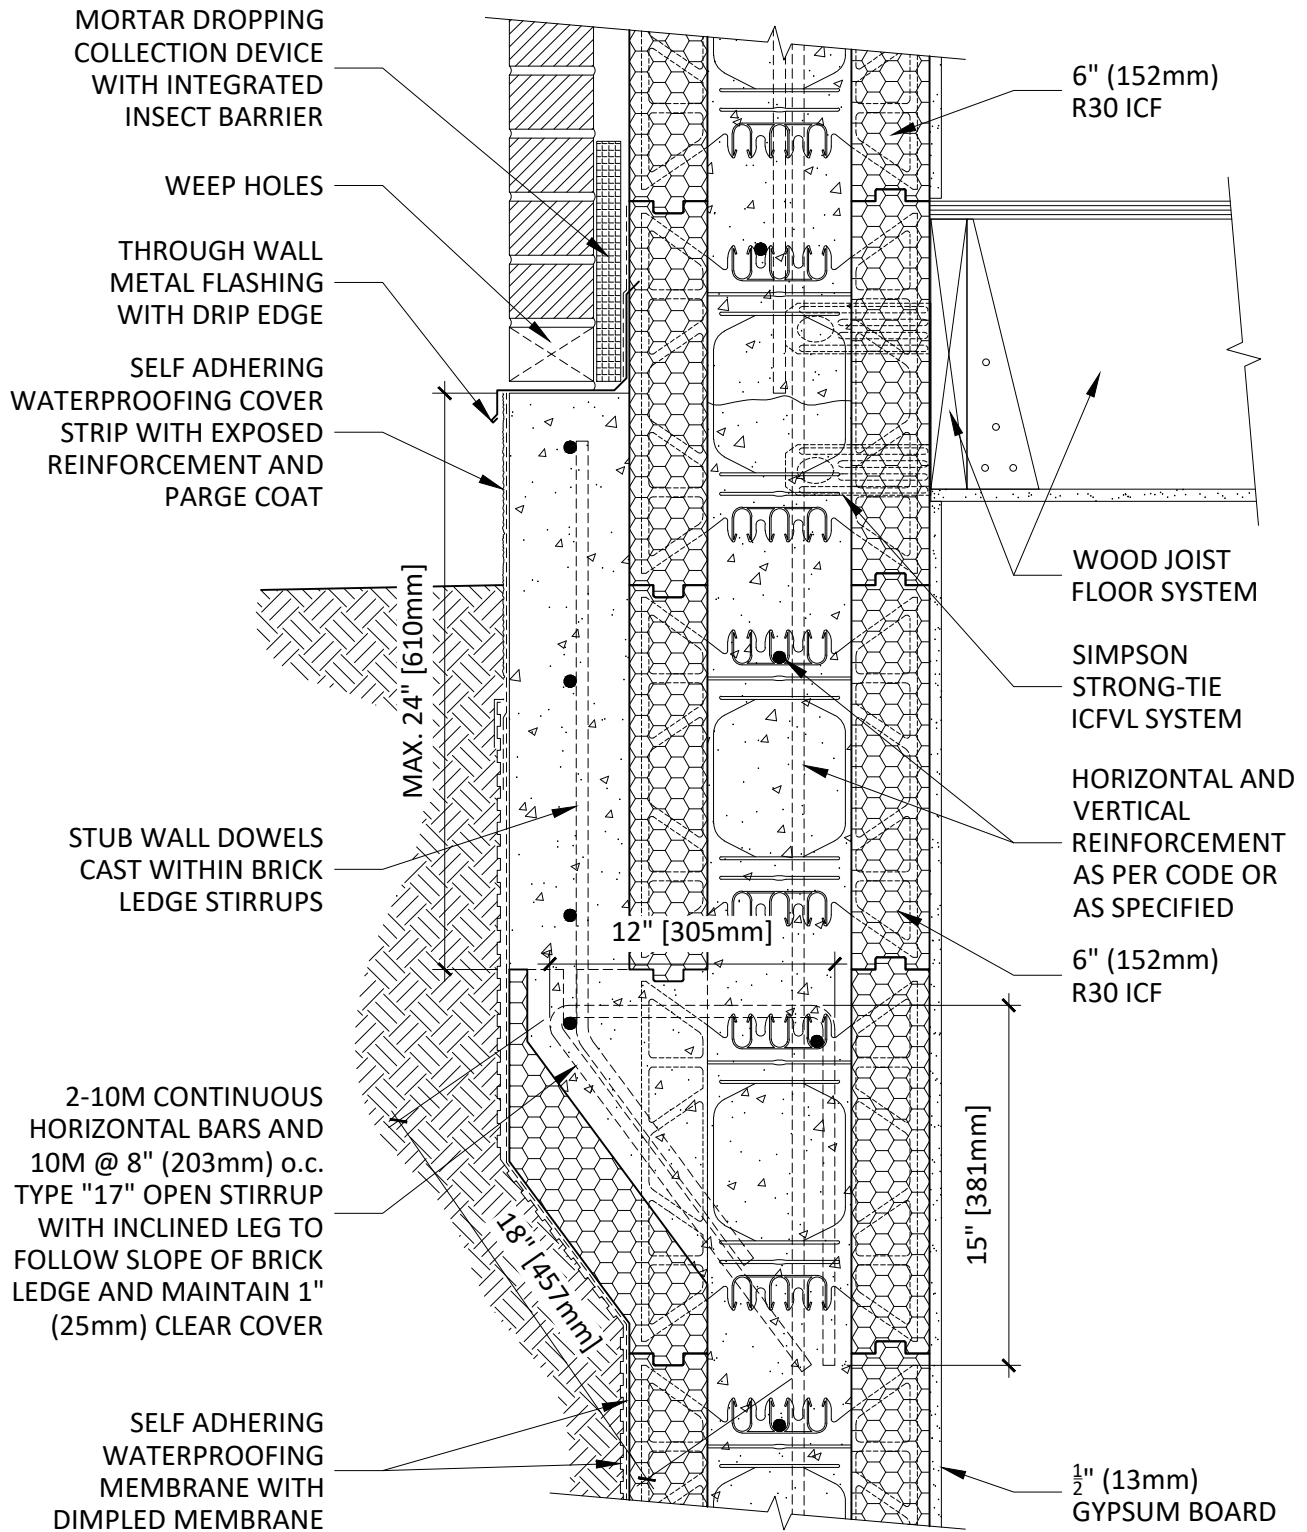 MORTAR DROPPING
COLLECTION DEVICE
WITH INTEGRATED
INSECT BARRIER
WEEP HOLES
THROUGH WALL
METAL FLASHING
WITH DRIP EDGE
SELF ADHERING
WATERPROOFING COVER
STRIP WITH EXPOSED
REINFORCEMENT AND
PARGE COAT
MAX. 24" [610mm]
STUB WALL DOWELS
CAST WITHIN BRICK
LEDGE STIRRUPS
12" [305mm]
2-10M CONTINUOUS
HORIZONTAL BARS AND
10M @ 8" (203mm) o.c.
TYPE "17" OPEN STIRRUP
WITH INCLINED LEG TO
FOLLOW SLOPE OF BRICK
LEDGE AND MAINTAIN 1"
(25mm) CLEAR COVER
18" [457mm]
SELF ADHERING
WATERPROOFING
MEMBRANE WITH
DIMPLED MEMBRANE
6" (152mm)
R30 ICF
WOOD JOIST
FLOOR SYSTEM
SIMPSON
STRONG-TIE
ICFVL SYSTEM
HORIZONTAL AND
VERTICAL
REINFORCEMENT
AS PER CODE OR
AS SPECIFIED
6" (152mm)
R30 ICF
15" [381mm]
½" (13mm)
GYPSUM BOARD